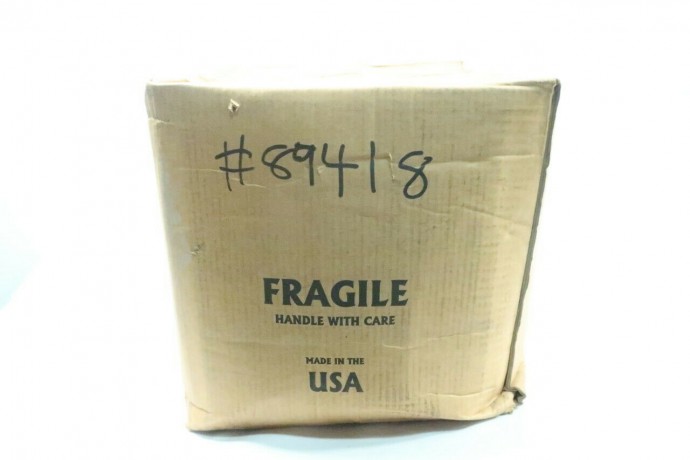 #89418
FRAGILE
HANDLE WITH CARE
MADE IN THE
USA